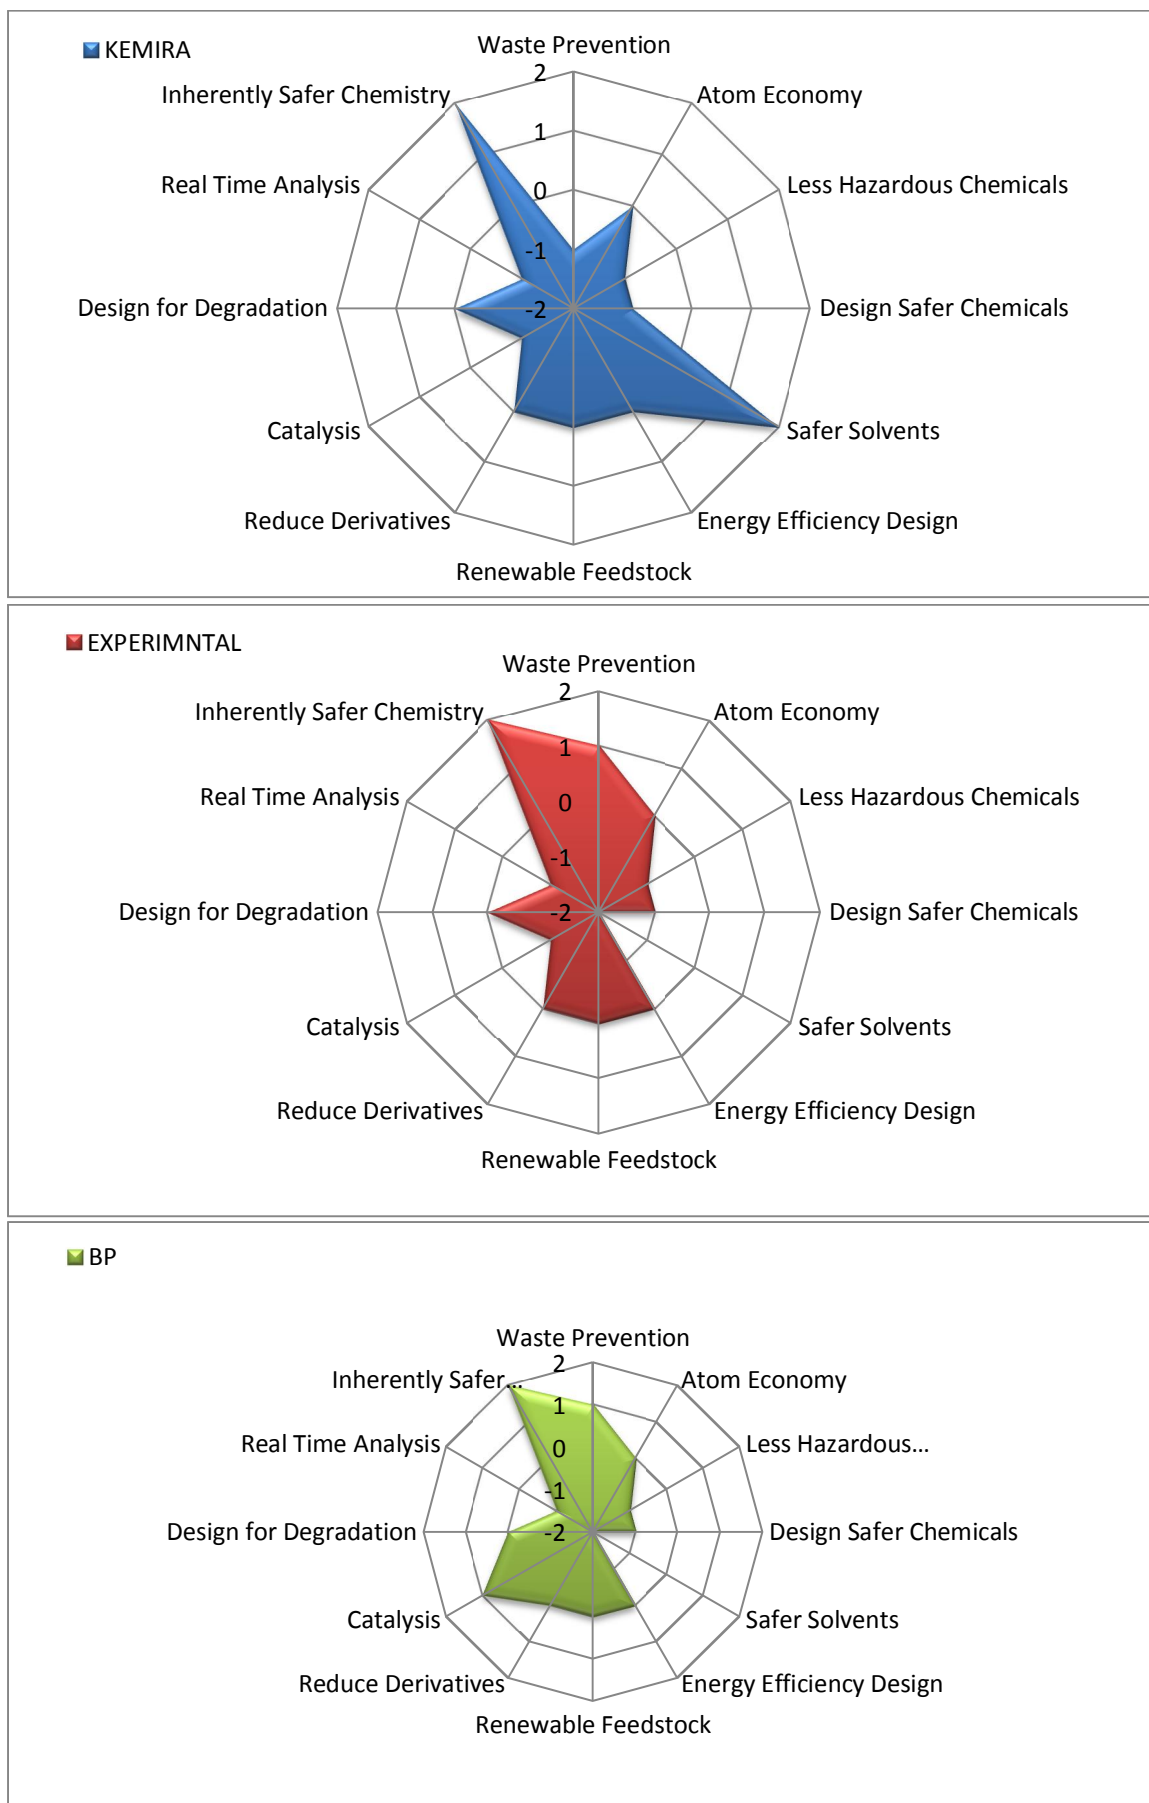 KEMIRA
Waste Prevention
Inherently Safer Chemistry
2
Atom Economy
1
Real Time Analysis
0
Less Hazardous Chemicals
-1
Design for Degradation
-2
Design Safer Chemicals
Catalysis
Safer Solvents
Reduce Derivatives
Energy Efficiency Design
Renewable Feedstock
EXPERIMNTAL
Waste Prevention
Inherently Safer Chemistry
2
Atom Economy
1
Real Time Analysis
0
Less Hazardous Chemicals
-1
Design for Degradation
-2
Design Safer Chemicals
Catalysis
Safer Solvents
Reduce Derivatives
Energy Efficiency Design
Renewable Feedstock
BP
Waste Prevention
2
Inherently Safer...
Atom Economy
1
Real Time Analysis
0
Less Hazardous...
-1
Design for Degradation
-2
Design Safer Chemicals
Catalysis
Safer Solvents
Reduce Derivatives
Energy Efficiency Design
Renewable Feedstock